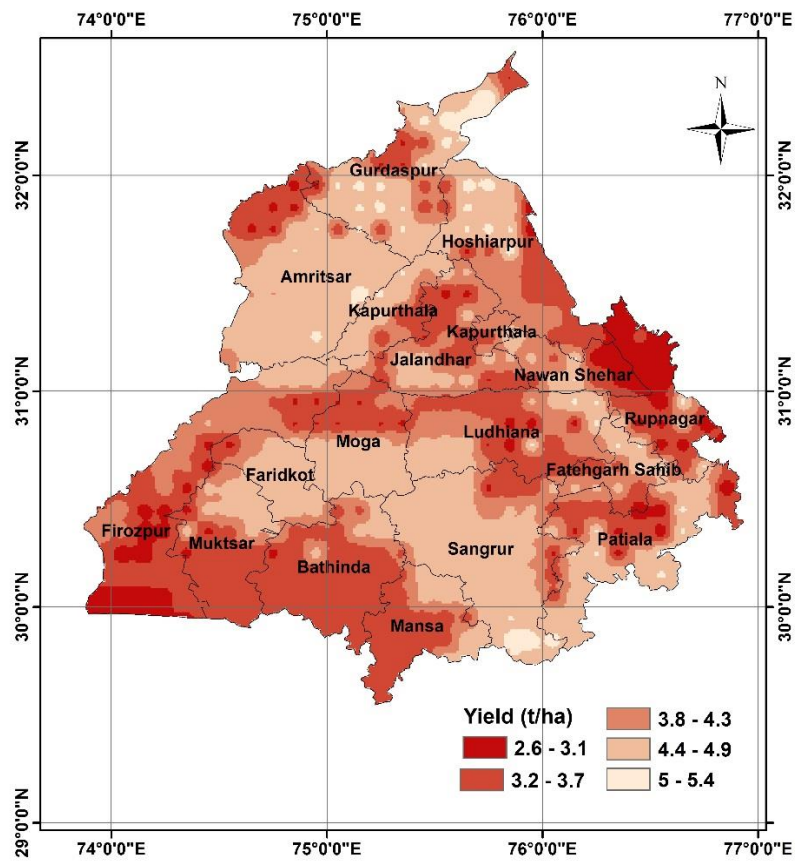 74°0'0"E 75°0'0"E 76°0'0"E 77°0'0"E
N
32°0'0"N 32°0'0"N
Gurdaspur
Hoshiarpur
Amritsar
Kapurthala
Kapurthala
Jalandhar
Nawan Shehar
31°0'0"N 31°0'0"N
Rupnagar
Ludhiana
Moga
Fatehgarh Sahib
Faridkot
Firozpur
Muktsar
Patiala
Sangrur
Bathinda
30°0'0"N 30°0'0"N
Mansa
Yield (t/ha)
2.6 - 3.1
3.2 - 3.7
3.8 - 4.3
4.4 - 4.9
5 - 5.4
29°0'0"N 29°0'0"N
74°0'0"E 75°0'0"E 76°0'0"E 77°0'0"E